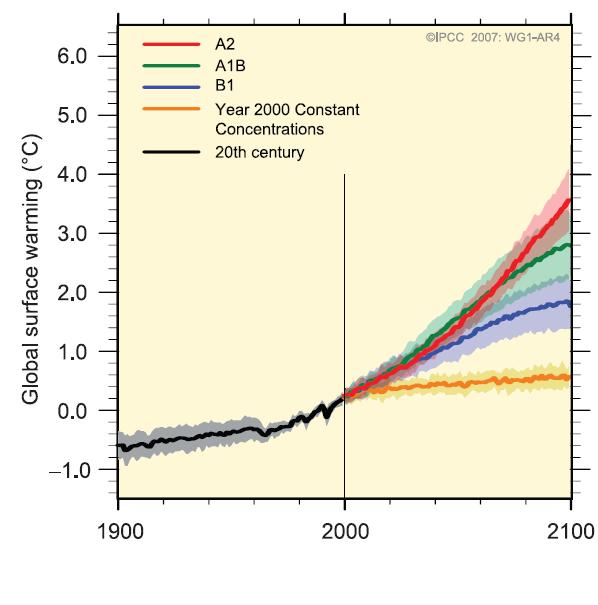 ©IPCC 2007: WG1-AR4
A2
A1B
B1
Year 2000 Constant
Concentrations
20th century
Global surface warming (°C)
6.0
5.0
4.0
3.0
2.0
1.0
0.0
–1.0
1900
2000
2100